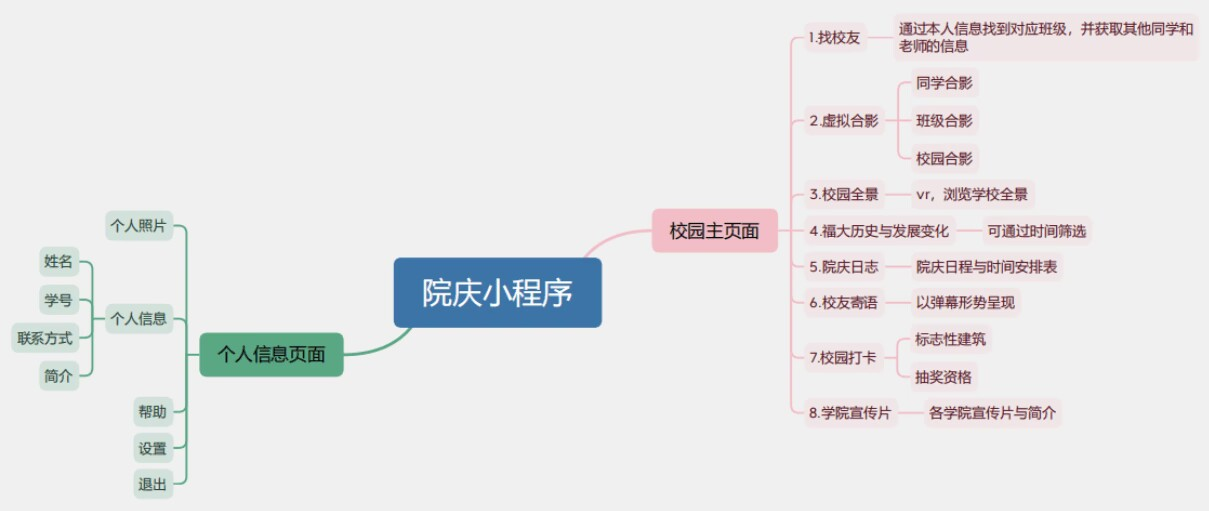 院庆小程序
校园主页面
1.找校友
通过本人信息找到对应班级，并获取其他同学和
老师的信息
2.虚拟合影
同学合影
班级合影
校园合影
3.校园全景
vr，浏览学校全景
4.福大历史与发展变化
可通过时间筛选
5.院庆日志
院庆日程与时间安排表
6.校友寄语
以弹幕形势呈现
7.校园打卡
标志性建筑
抽奖资格
8.学院宣传片
各学院宣传片与简介
个人信息页面
个人照片
个人信息
姓名
学号
联系方式
简介
帮助
设置
退出